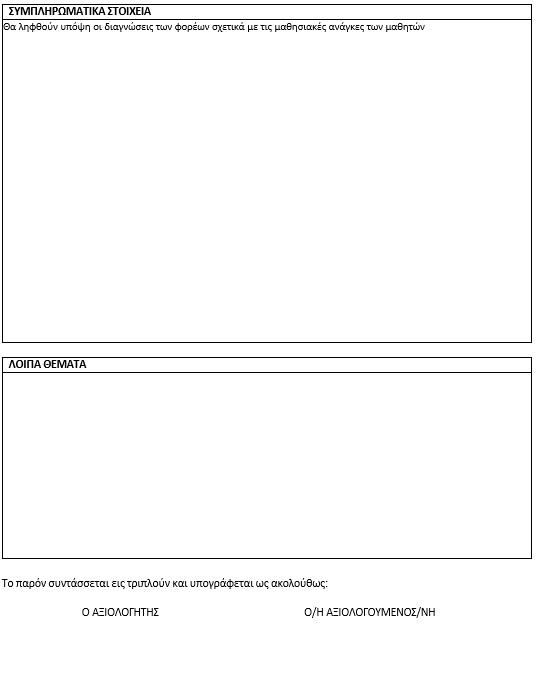 ΣΥΜΠΛΗΡΩΜΑΤΙΚΑ ΣΤΟΙΧΕΙΑ
Θα ληφθούν υπόψη οι διαγνώσεις των φορέων σχετικά με τις μαθησιακές ανάγκες των μαθητών
ΛΟΙΠΑ ΘΕΜΑΤΑ
Το παρόν συντάσσεται εις τριπλούν και υπογράφεται ως ακολούθως:
Ο ΑΞΙΟΛΟΓΗΤΗΣ Ο/Η ΑΞΙΟΛΟΓΟΥΜΕΝΟΣ/ΝΗ